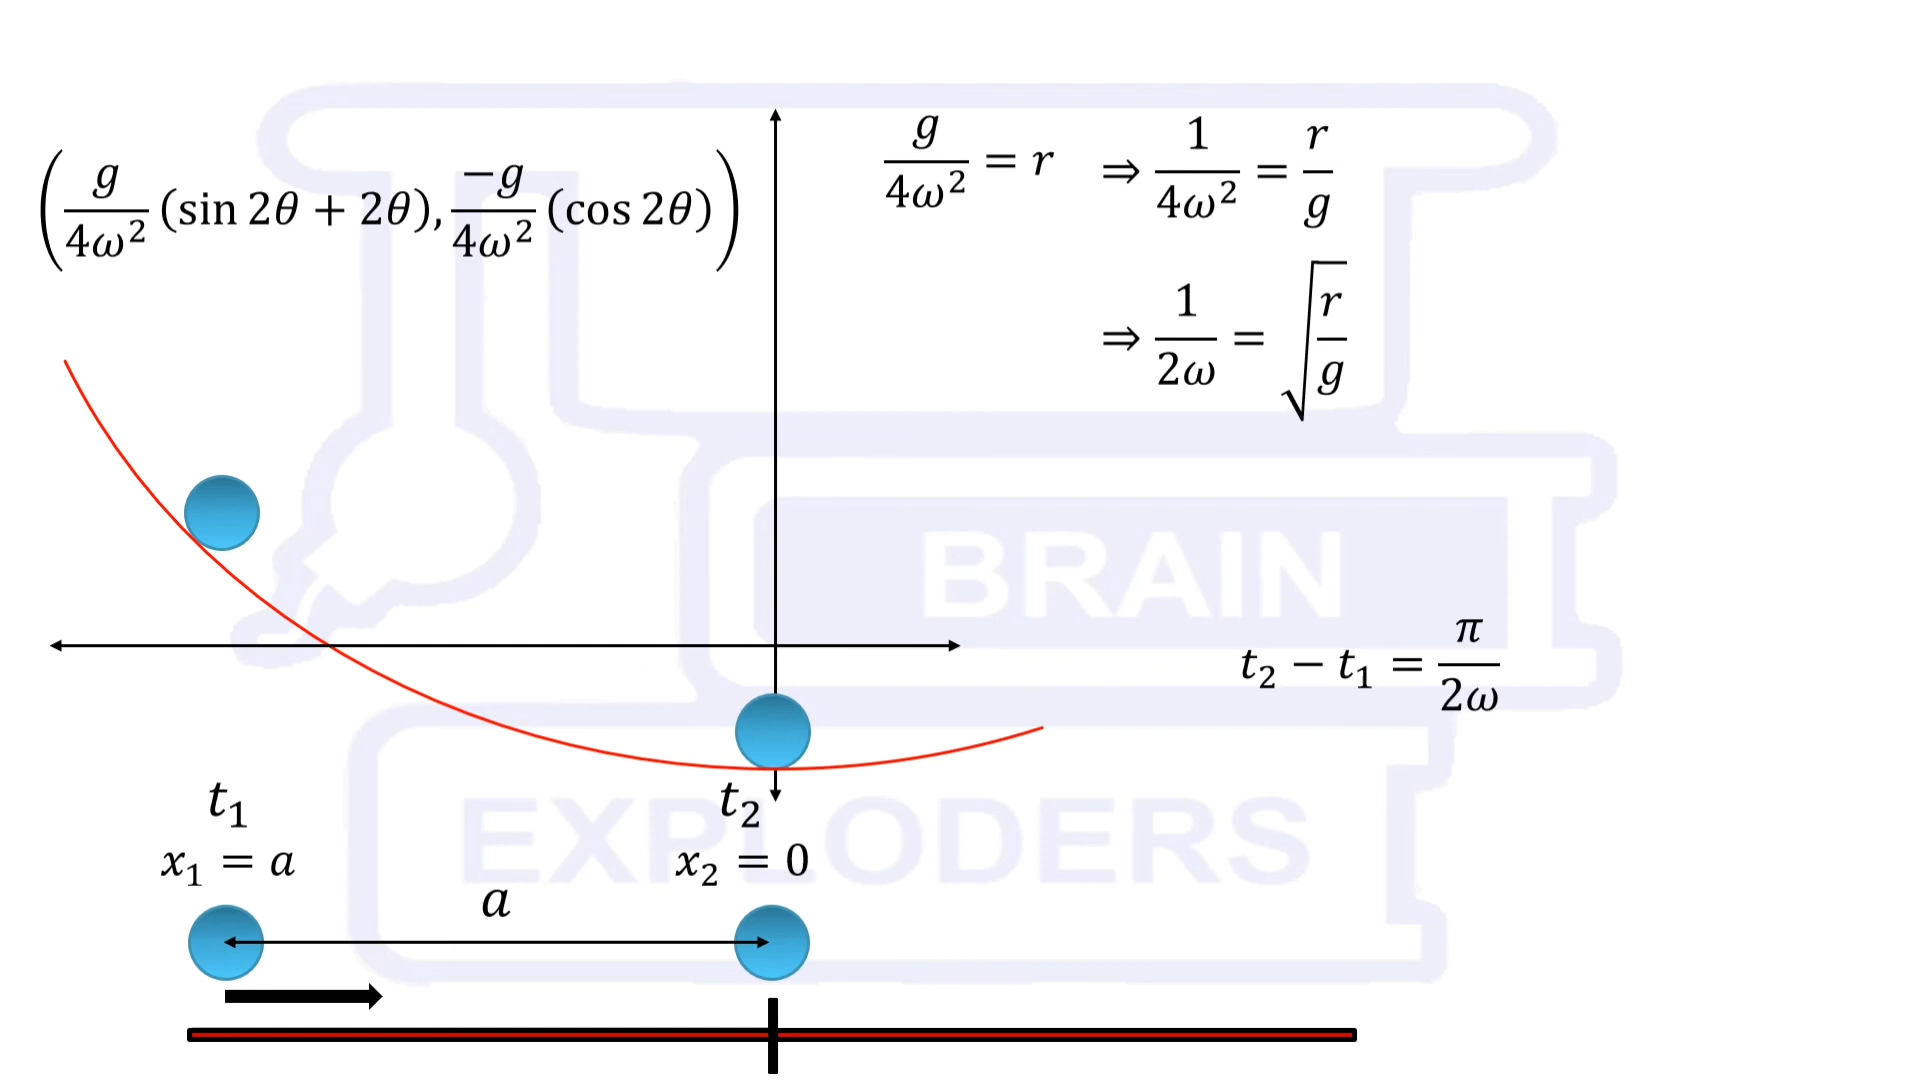 (g/4ω² (sin 2θ + 2θ), −g/4ω² (cos 2θ))
g/4ω² = r ⇒ 1/4ω² = r/g
⇒ 1/2ω = √(r/g)
BRAIN
t₂ − t₁ = π/2ω
EXPLODERS
t₁ t₂
x₁ = a x₂ = 0
a